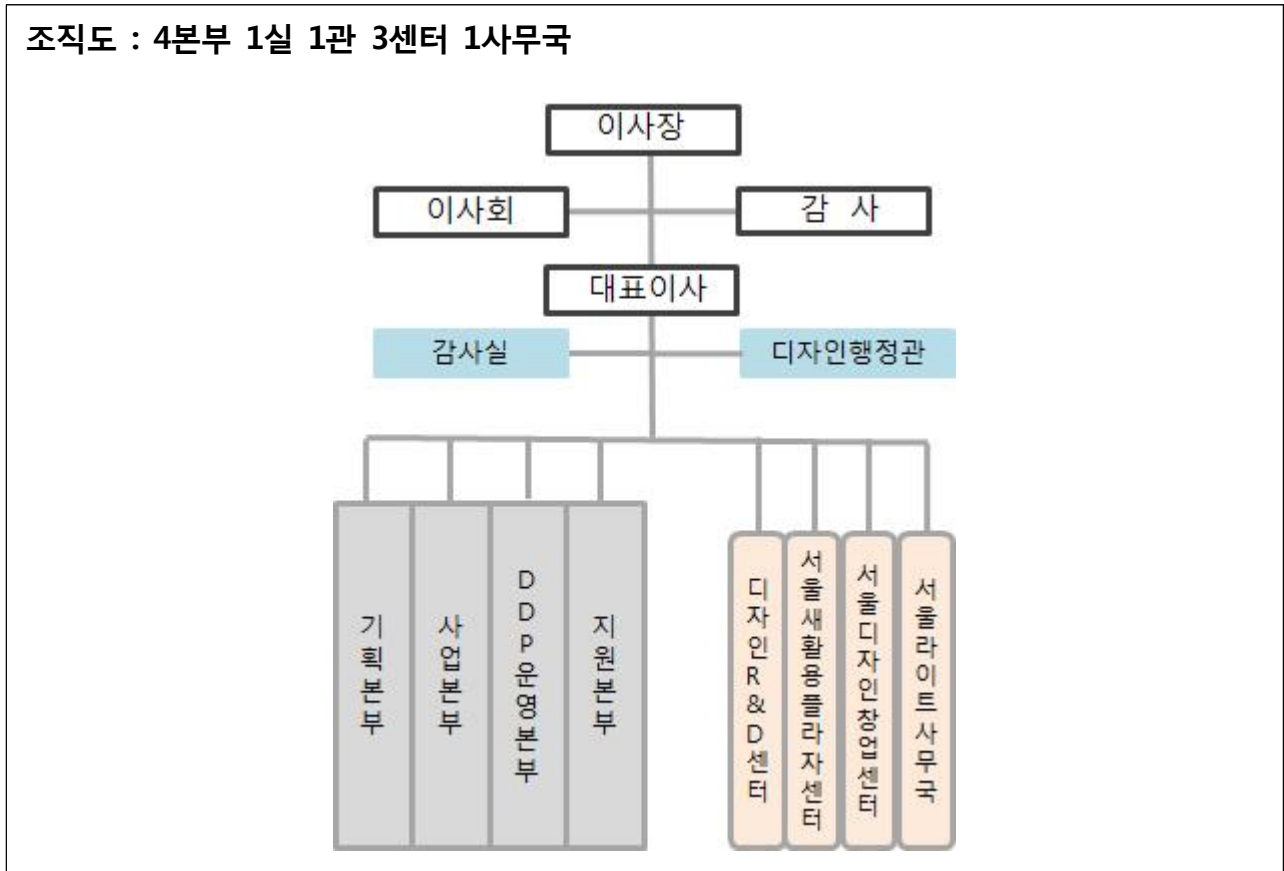 조직도 : 4본부 1실 1관 3센터 1사무국
이사장
이사회
감 사
대표이사
감사실
디자인행정관
기획본부
사업본부
DDP운영본부
지원본부
디자인R&D센터
서울새활용플라자센터
서울디자인창업센터
서울라이트사무국